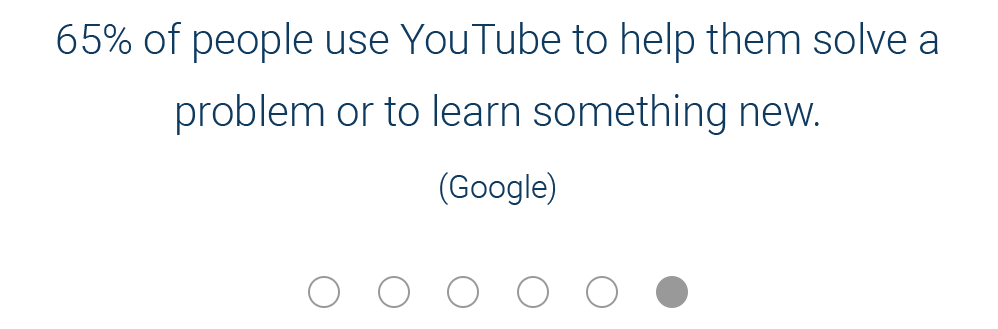 65% of people use YouTube to help them solve a
problem or to learn something new.
(Google)